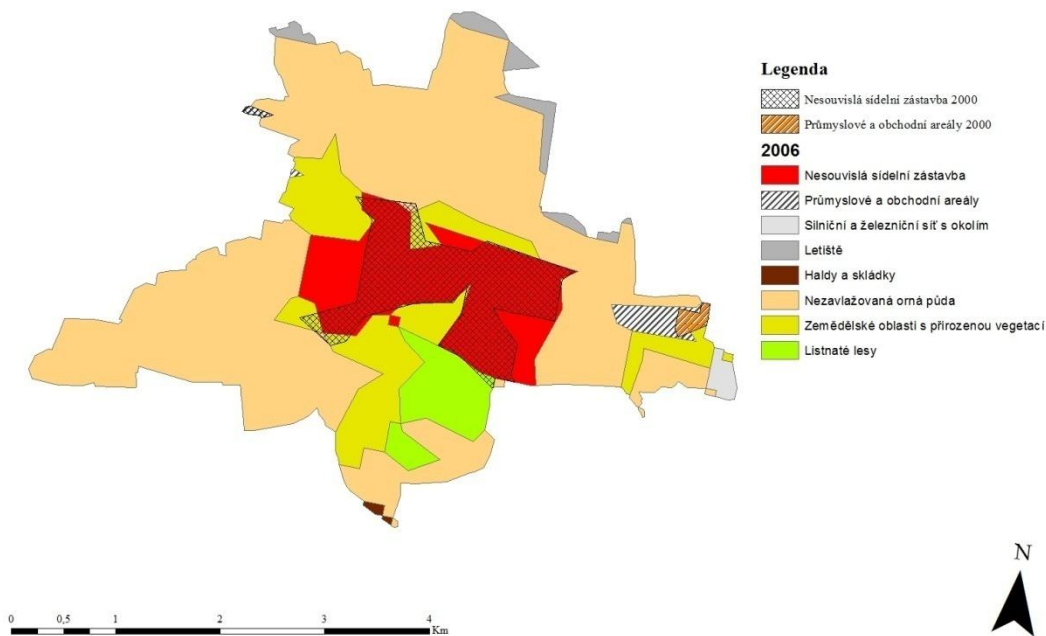 Legenda
Nesouvislá sídelní zástavba 2000
Průmyslové a obchodní areály 2000
2006
Nesouvislá sídelní zástavba
Průmyslové a obchodní areály
Silniční a železniční síť s okolím
Letiště
Haldy a skládky
Nezavlažovaná orná půda
Zemědělské oblasti s přirozenou vegetací
Listnaté lesy
N
0 0,5 1 2 3 4
Km